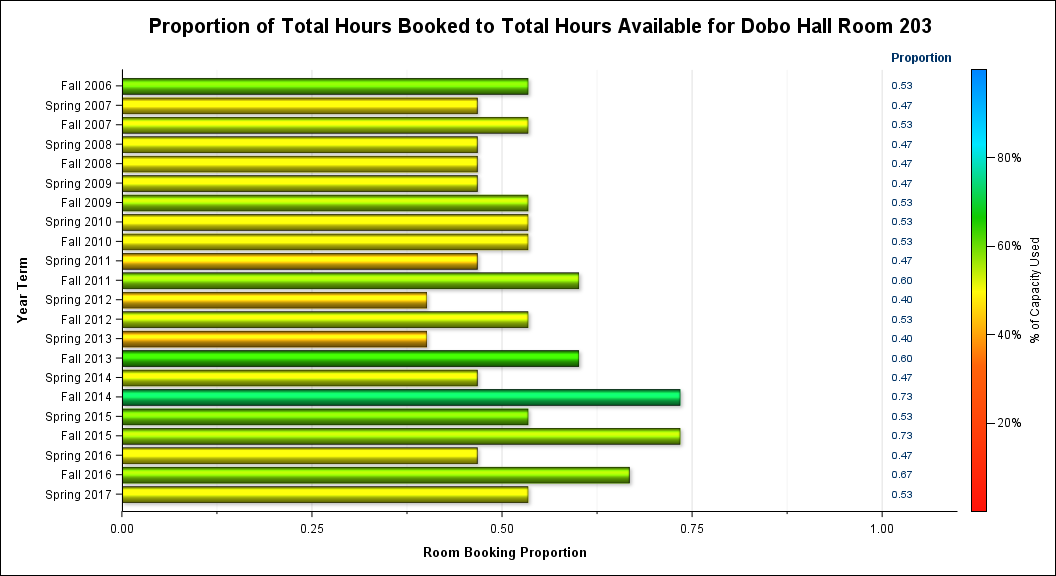 Proportion of Total Hours Booked to Total Hours Available for Dobo Hall Room 203
Proportion
Fall 2006 0.53
Spring 2007 0.47
Fall 2007 0.53
Spring 2008 0.47
Fall 2008 0.47
Spring 2009 0.47
Fall 2009 0.53
Spring 2010 0.53
Fall 2010 0.53
Spring 2011 0.47
Fall 2011 0.60
Spring 2012 0.40
Fall 2012 0.53
Spring 2013 0.40
Fall 2013 0.60
Spring 2014 0.47
Fall 2014 0.73
Spring 2015 0.53
Fall 2015 0.73
Spring 2016 0.47
Fall 2016 0.67
Spring 2017 0.53
Year Term
0.00 0.25 0.50 0.75 1.00
Room Booking Proportion
80%
60%
40%
20%
% of Capacity Used